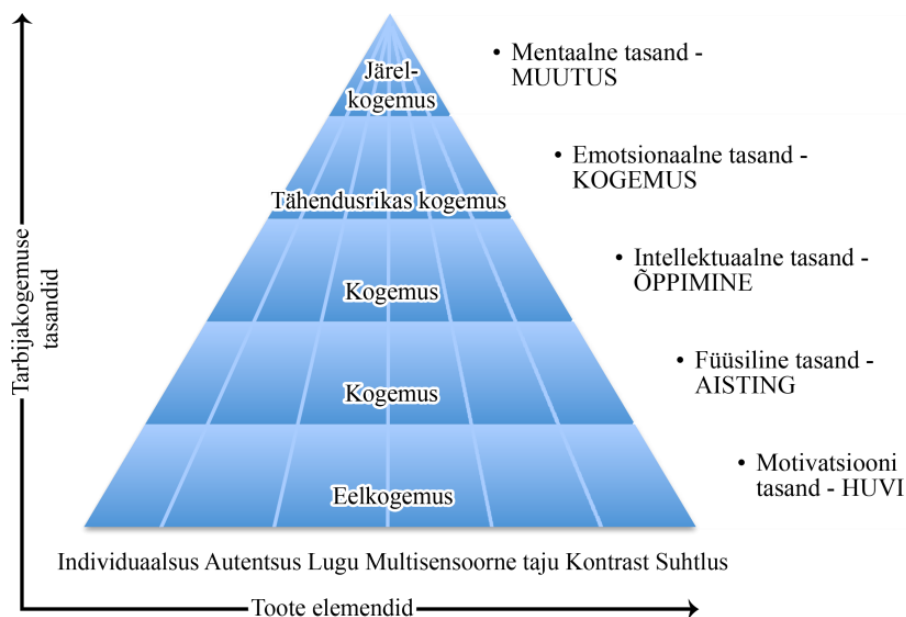 Järel-
kogemus
• Mentaalne tasand -
MUUTUS
Tähendusrikas kogemus
• Emotsionaalne tasand -
KOGEMUS
Kogemus
• Intellektuaalne tasand -
ÕPPIMINE
Kogemus
• Füüsiline tasand -
AISTING
Eelkogemus
• Motivatsiooni
tasand - HUVI
Tarbijakogemuse
tasandid
Individuaalsus Autentsus Lugu Multisensoorne taju Kontrast Suhtlus
Toote elemendid